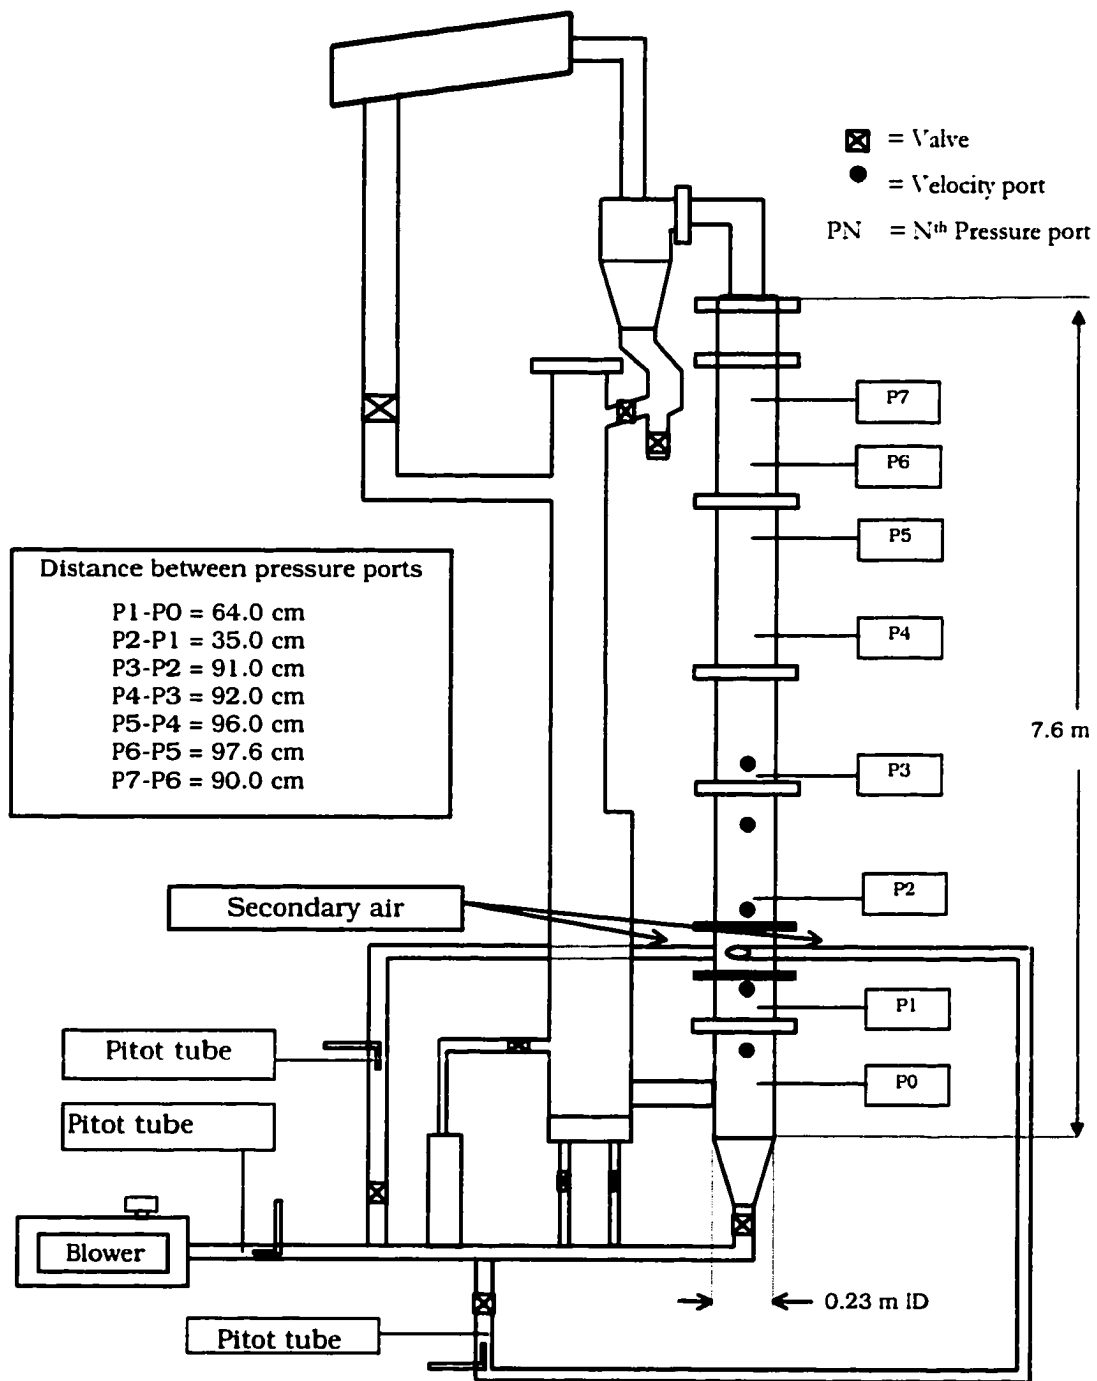 = Valve
= Velocity port
PN = Nth Pressure port
P7
P6
P5
P4
7.6 m
P3
P2
P1
P0
Distance between pressure ports
P1-P0 = 64.0 cm
P2-P1 = 35.0 cm
P3-P2 = 91.0 cm
P4-P3 = 92.0 cm
P5-P4 = 96.0 cm
P6-P5 = 97.6 cm
P7-P6 = 90.0 cm
Secondary air
Pitot tube
Pitot tube
Blower
0.23 m ID
Pitot tube